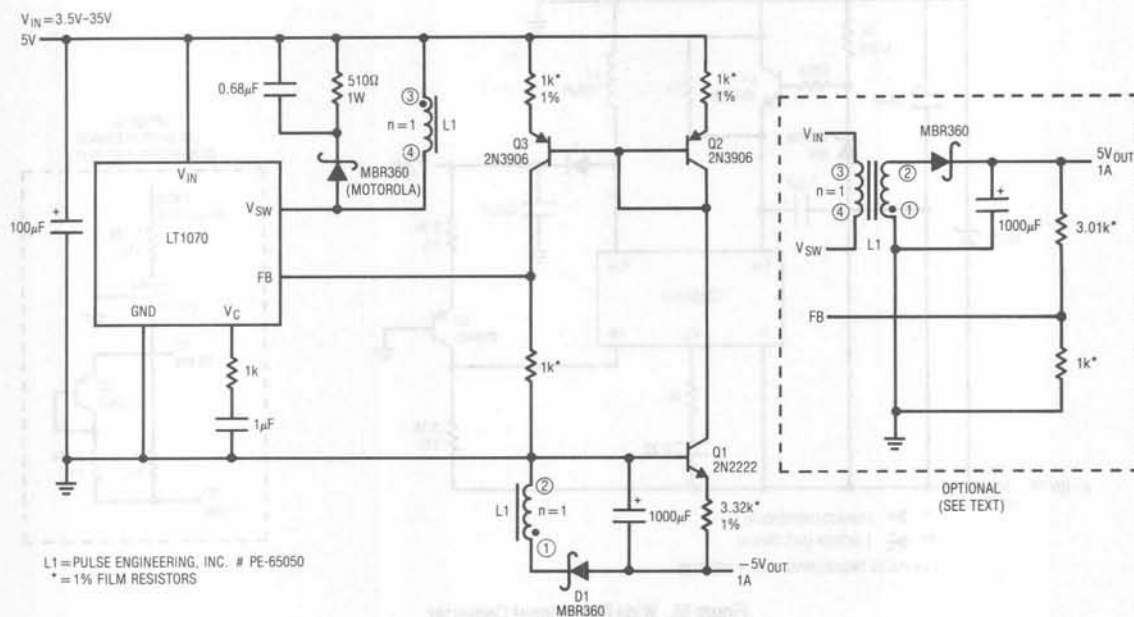 V_IN = 3.5V–35V
5V
0.68µF
510Ω
1W
③
n = 1
L1
④
1k*
1%
1k*
1%
Q3
2N3906
Q2
2N3906
MBR360
(MOTOROLA)
V_IN
V_SW
LT1070
FB
GND
V_C
+
100µF
1k
1µF
1k*
Q1
2N2222
L1
②
n = 1
①
+
1000µF
3.32k*
1%
–5V_OUT
1A
D1
MBR360
V_IN
③
n = 1
④
V_SW
L1
②
①
MBR360
+
1000µF
5V_OUT
1A
3.01k*
FB
1k*
OPTIONAL
(SEE TEXT)
L1 = PULSE ENGINEERING, INC. # PE-65050
* = 1% FILM RESISTORS